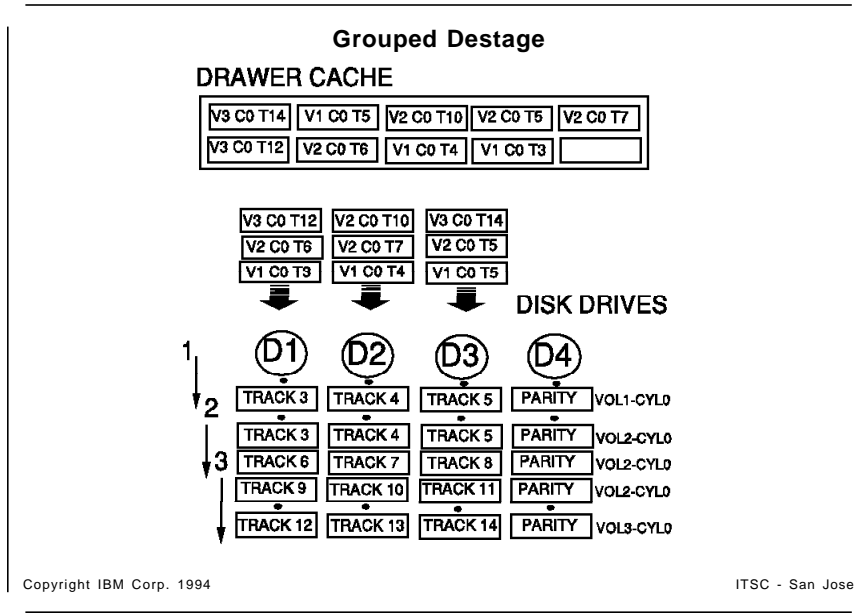 Grouped Destage
DRAWER CACHE
V3 C0 T14 V1 C0 T5 V2 C0 T10 V2 C0 T5 V2 C0 T7
V3 C0 T12 V2 C0 T6 V1 C0 T4 V1 C0 T3
V3 C0 T12 V2 C0 T10 V3 C0 T14
V2 C0 T6 V2 C0 T7 V2 C0 T5
V1 C0 T3 V1 C0 T4 V1 C0 T5
DISK DRIVES
1 D1 D2 D3 D4
TRACK 3 TRACK 4 TRACK 5 PARITY VOL1-CYL0
2
TRACK 3 TRACK 4 TRACK 5 PARITY VOL2-CYL0
3 TRACK 6 TRACK 7 TRACK 8 PARITY VOL2-CYL0
TRACK 9 TRACK 10 TRACK 11 PARITY VOL2-CYL0
TRACK 12 TRACK 13 TRACK 14 PARITY VOL3-CYL0
Copyright IBM Corp. 1994 ITSC - San Jose